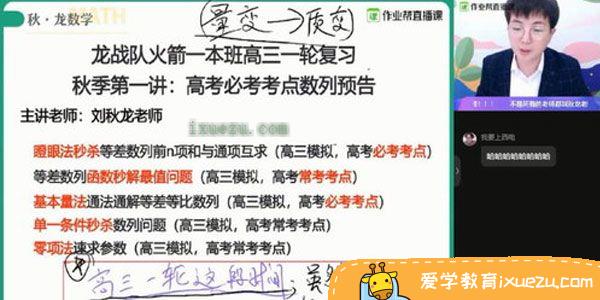 秋·龙数学
MATH
量变→质变
作业帮直播课
作业帮直播课
龙战队火箭一本班高三一轮复习
秋季第一讲：高考必考考点数列预告
主讲老师：刘秋龙老师
ixuezu.com
瞪眼法秒杀等差数列前n项和与通项互求（高三模拟，高考必考考点）
等差数列函数秒解最值问题（高三模拟，高考常考考点）
基本量法通法通解等差等比数列（高三模拟，高考必考考点）
单一条件秒杀数列问题（高三模拟，高考常考考点）
零项法速求参数（高三模拟，高考常考考点）
高三一轮这段时间，
我要上西电
哈哈哈哈哈哈哈哈
爱学教育ixuezu.com